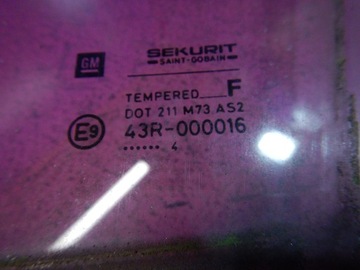 GM
SEKURIT
SAINT-GOBAIN
TEMPERED F
DOT 211 M73 AS2
E9 43R-000016
...... 4